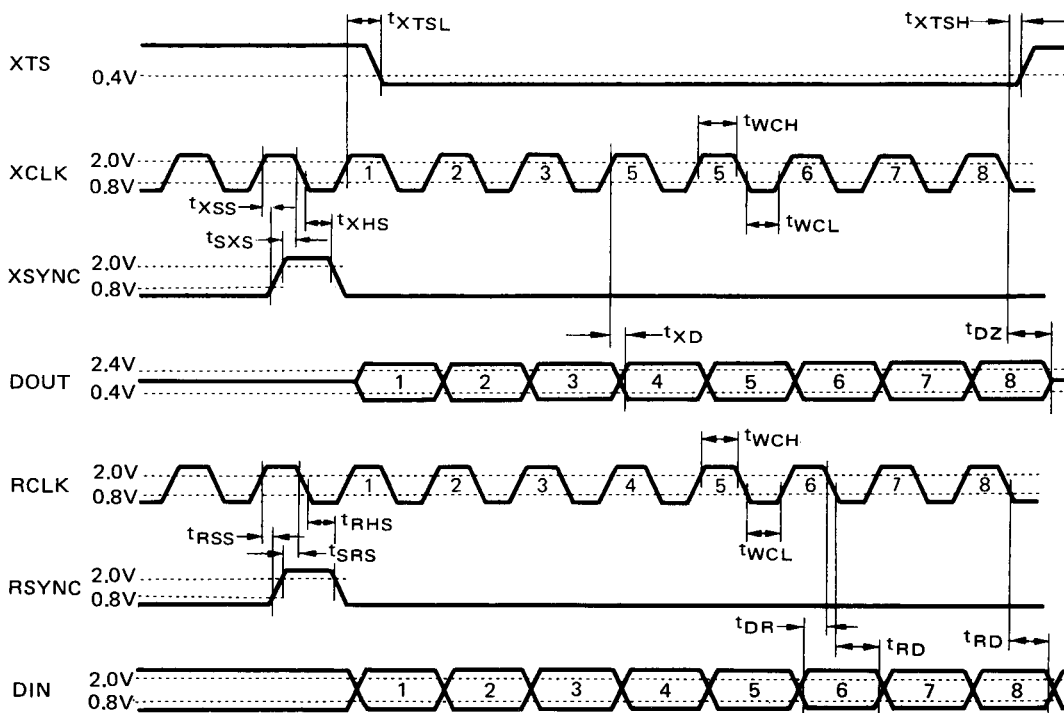 tXTSL tXTSH
XTS 0.4V
tWCH
XCLK 2.0V 0.8V 1 2 3 5 5 6 7 8
tXSS tXHS tWCL
tSXS
XSYNC 2.0V 0.8V
tXD tDZ
DOUT 2.4V 0.4V 1 2 3 4 5 6 7 8
tWCH
RCLK 2.0V 0.8V 1 2 3 4 5 6 7 8
tRSS tRHS tWCL
tSRS
RSYNC 2.0V 0.8V
tDR tRD tRD
DIN 2.0V 0.8V 1 2 3 4 5 6 7 8